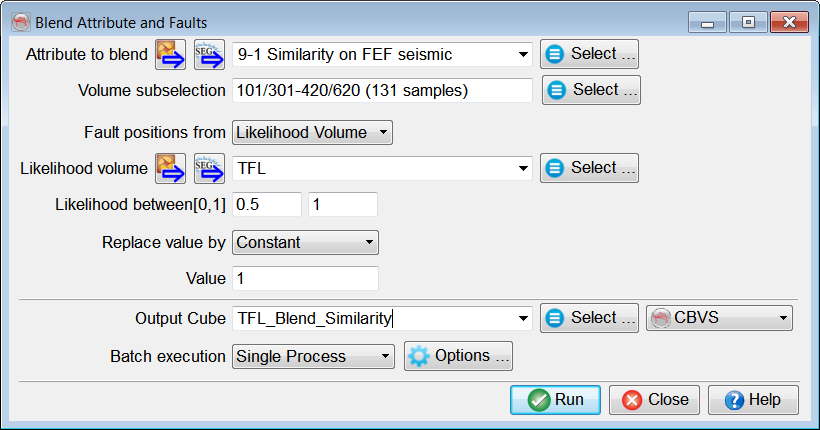 Blend Attribute and Faults
Attribute to blend SEG 9-1 Similarity on FEF seismic Select ...
Volume subselection 101/301-420/620 (131 samples) Select ...
Fault positions from Likelihood Volume
Likelihood volume SEG TFL Select ...
Likelihood between[0,1] 0.5 1
Replace value by Constant
Value 1
Output Cube TFL_Blend_Similarity Select ... CBVS
Batch execution Single Process Options ...
Run Close Help